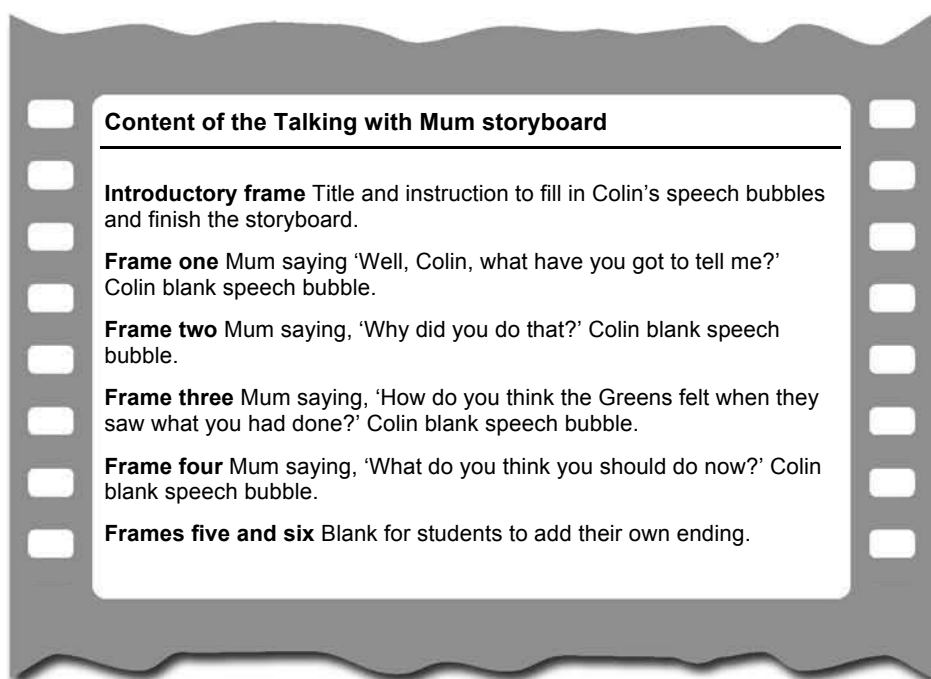 Content of the Talking with Mum storyboard
Introductory frame Title and instruction to fill in Colin’s speech bubbles
and finish the storyboard.
Frame one Mum saying ‘Well, Colin, what have you got to tell me?’
Colin blank speech bubble.
Frame two Mum saying, ‘Why did you do that?’ Colin blank speech
bubble.
Frame three Mum saying, ‘How do you think the Greens felt when they
saw what you had done?’ Colin blank speech bubble.
Frame four Mum saying, ‘What do you think you should do now?’ Colin
blank speech bubble.
Frames five and six Blank for students to add their own ending.